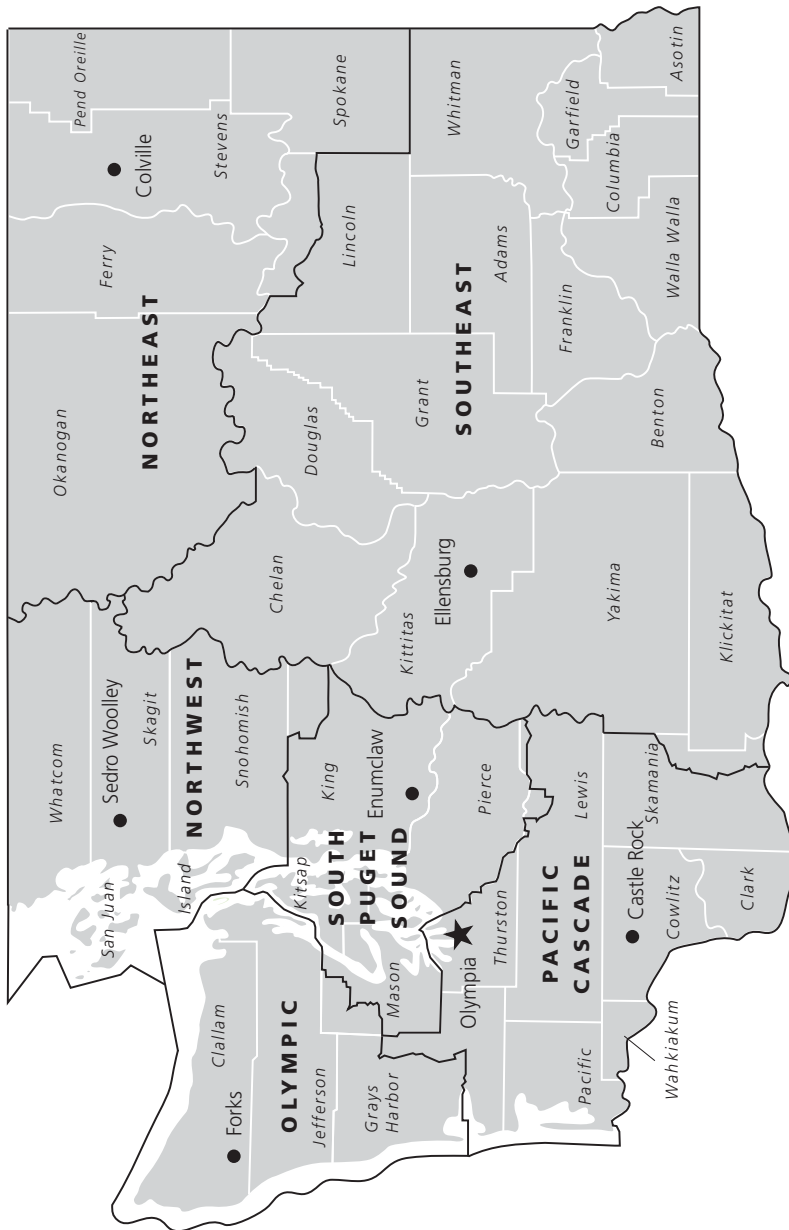 Whatcom
San Juan
Skagit
Sedro Woolley
Island
NORTHWEST
Snohomish
Okanogan
Ferry
Stevens
Pend Oreille
Colville
NORTHEAST
Spokane
Clallam
Forks
OLYMPIC
Jefferson
Grays
Harbor
Kitsap
King
SOUTH
PUGET
SOUND
Enumclaw
Mason
Pierce
Chelan
Douglas
Lincoln
Kittitas
Ellensburg
Grant
SOUTHEAST
Adams
Whitman
Olympia
Thurston
PACIFIC
CASCADE
Lewis
Pacific
Wahkiakum
Castle Rock
Cowlitz
Skamania
Clark
Yakima
Klickitat
Benton
Franklin
Walla Walla
Columbia
Garfield
Asotin